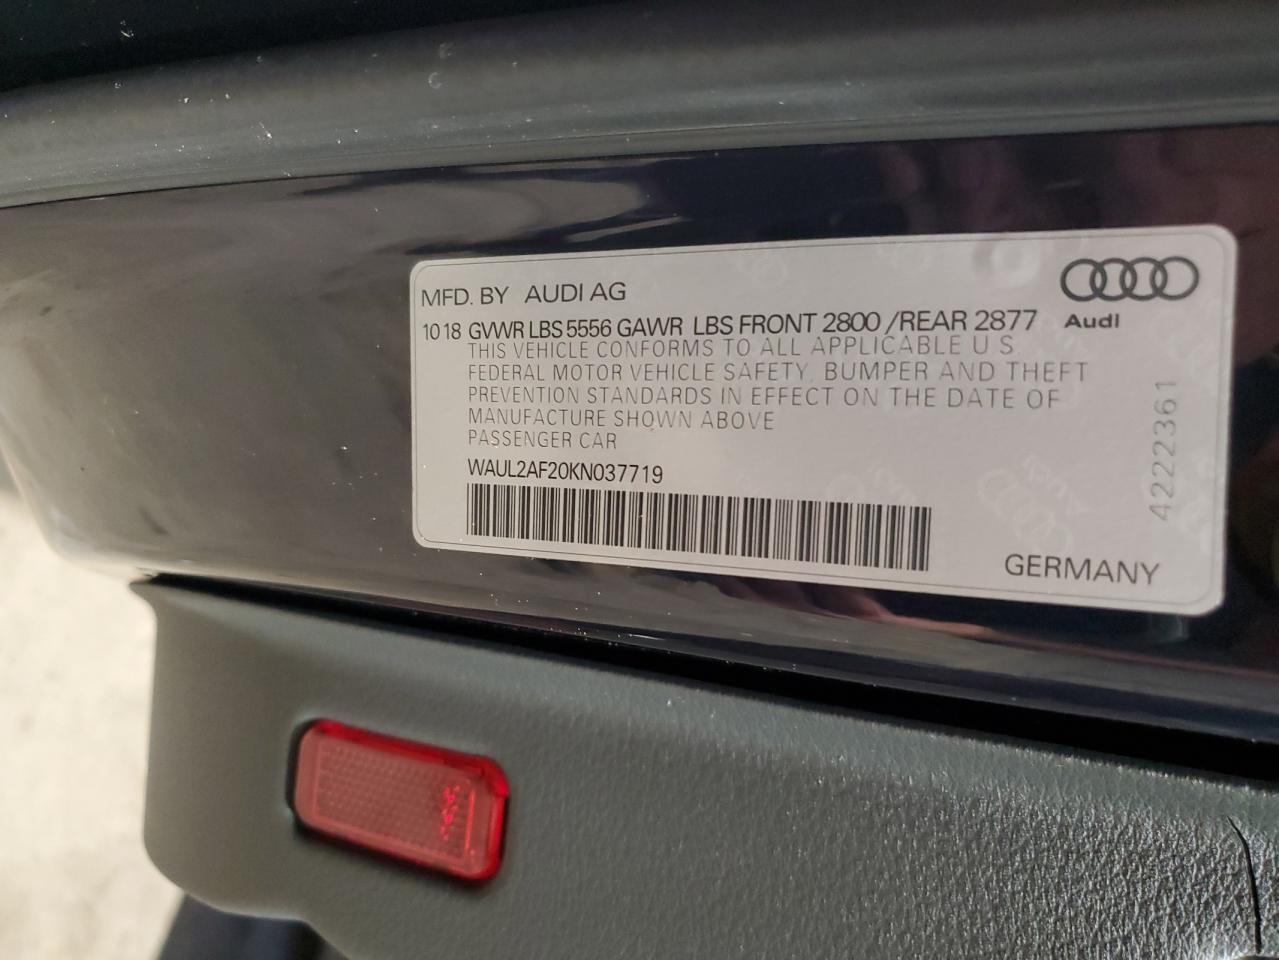 MFD. BY AUDI AG
10 18 GVWR LBS 5556 GAWR LBS FRONT 2800 /REAR 2877
Audi
THIS VEHICLE CONFORMS TO ALL APPLICABLE U S
FEDERAL MOTOR VEHICLE SAFETY, BUMPER AND THEFT
PREVENTION STANDARDS IN EFFECT ON THE DATE OF
MANUFACTURE SHOWN ABOVE
PASSENGER CAR
WAUL2AF20KN037719
4222361
GERMANY